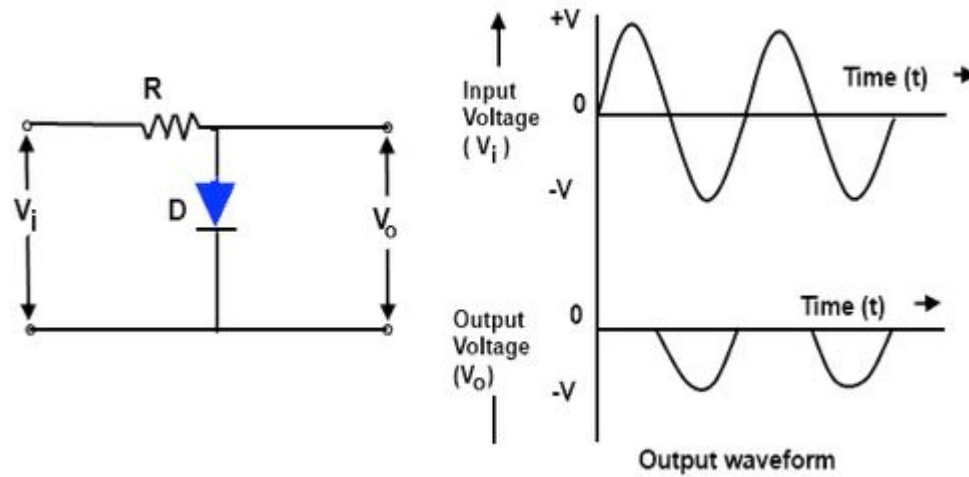 R
D
Vi
Vo
+V
Input
Voltage
( Vi )
0
Time (t)
-V
Output
Voltage
(Vo)
0
Time (t)
-V
Output waveform